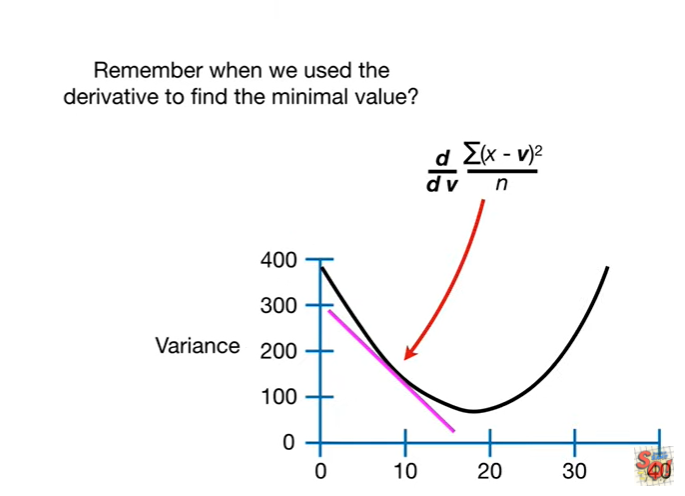 Remember when we used the
derivative to find the minimal value?
d Σ(x - v)²
d v n
400
300
Variance 200
100
0
0 10 20 30 40